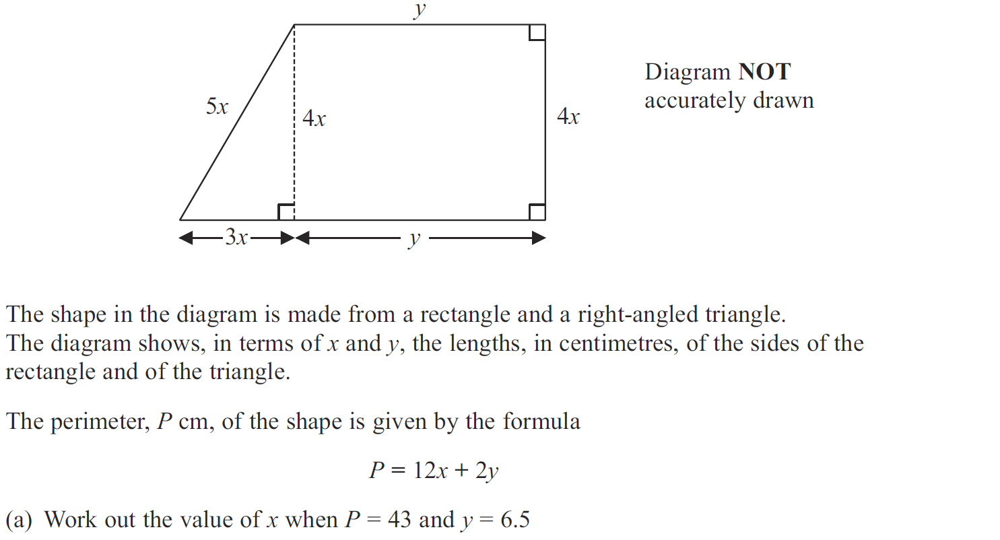 y
Diagram NOT
accurately drawn
5x
4x
4x
3x
y
The shape in the diagram is made from a rectangle and a right-angled triangle.
The diagram shows, in terms of x and y, the lengths, in centimetres, of the sides of the
rectangle and of the triangle.
The perimeter, P cm, of the shape is given by the formula
P = 12x + 2y
(a) Work out the value of x when P = 43 and y = 6.5